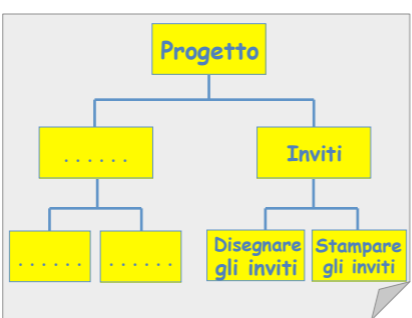 Progetto
. . . . . .
Inviti
. . . . . .
. . . . . .
Disegnare
gli inviti
Stampare
gli inviti